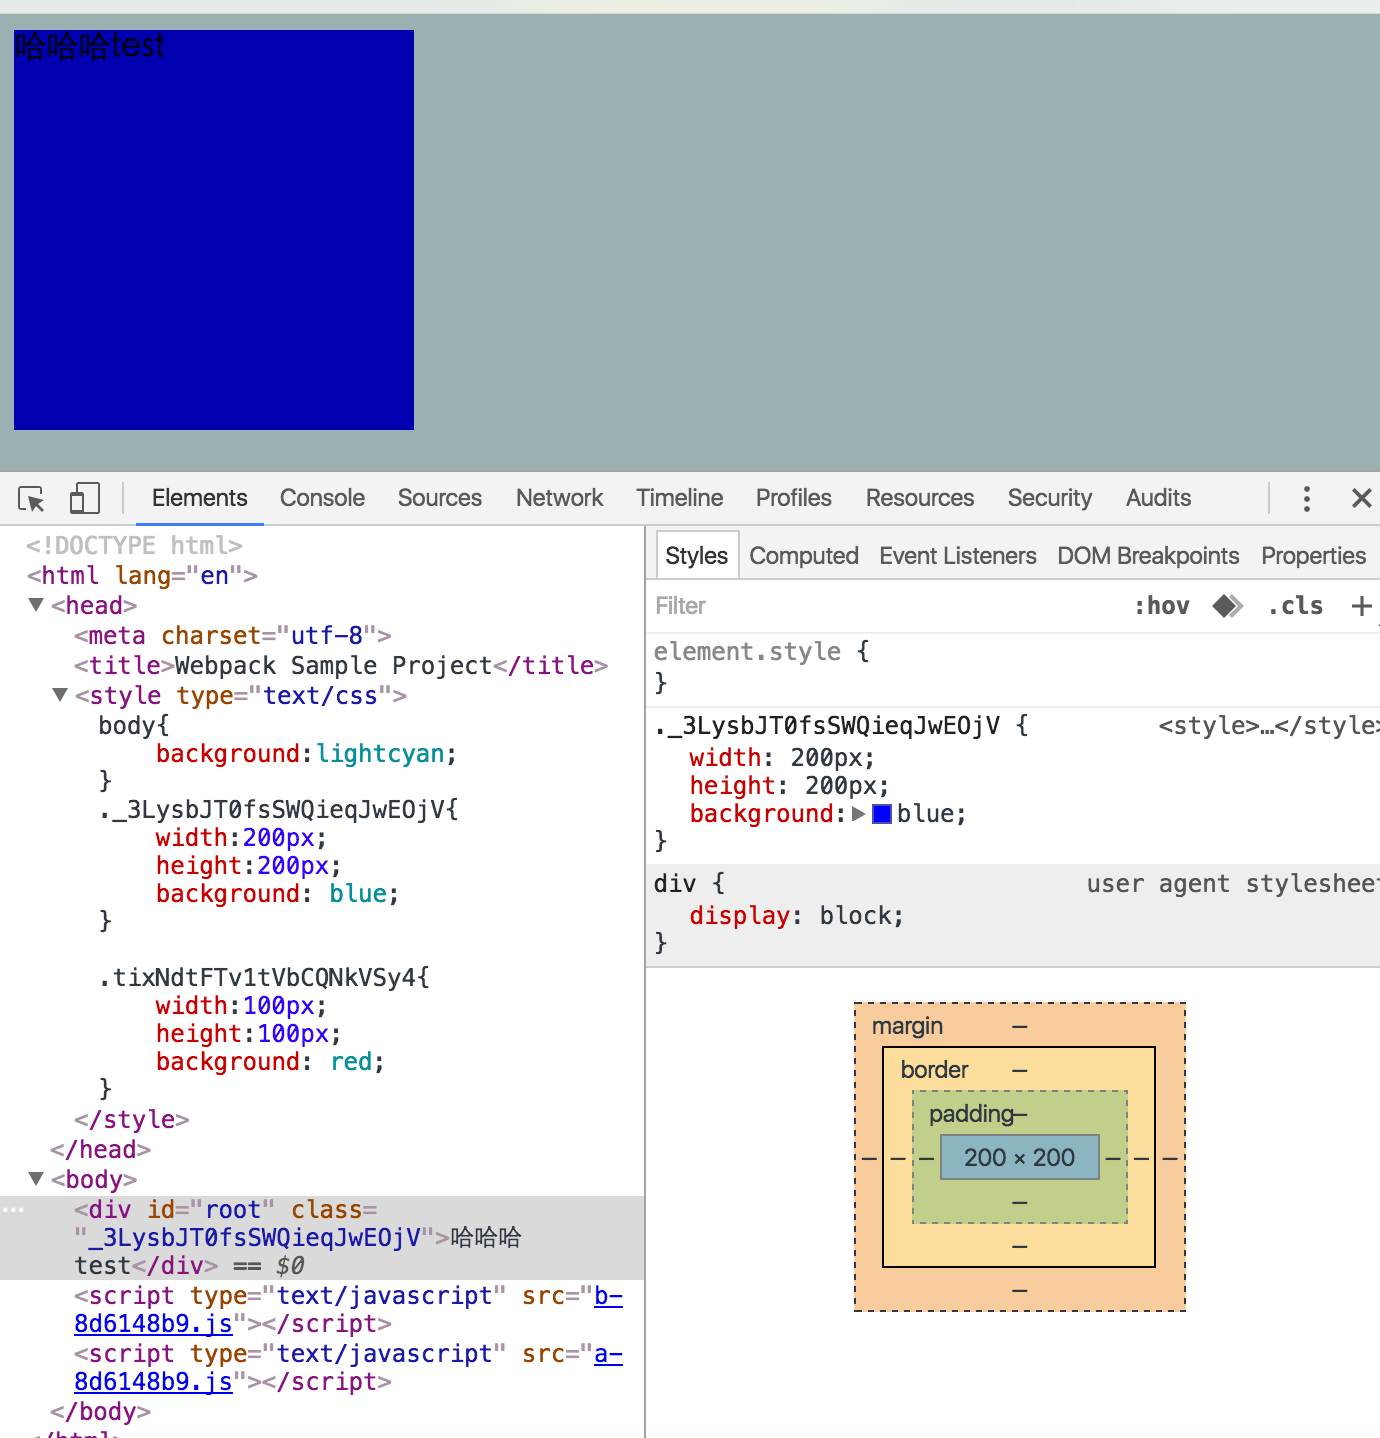 哈哈哈test
Elements Console Sources Network Timeline Profiles Resources Security Audits
<!DOCTYPE html>
<html lang="en">
<head>
<meta charset="utf-8">
<title>Webpack Sample Project</title>
<style type="text/css">
body{
background:lightcyan;
}
._3LysbJT0fsSWQieqJwEOjV{
width:200px;
height:200px;
background: blue;
}
.tixNdtFTv1tVbCQNkVSy4{
width:100px;
height:100px;
background: red;
}
</style>
</head>
<body>
<div id="root" class=
"_3LysbJT0fsSWQieqJwEOjV">哈哈哈
test</div> == $0
<script type="text/javascript" src="b-
8d6148b9.js"></script>
<script type="text/javascript" src="a-
8d6148b9.js"></script>
</body>
Styles Computed Event Listeners DOM Breakpoints Properties
Filter :hov .cls +
element.style {
}
._3LysbJT0fsSWQieqJwEOjV { <style>…</style>
width: 200px;
height: 200px;
background: blue;
}
div { user agent stylesheet
display: block;
}
margin –
border –
padding–
– – – 200 × 200 – – –
–
–
–